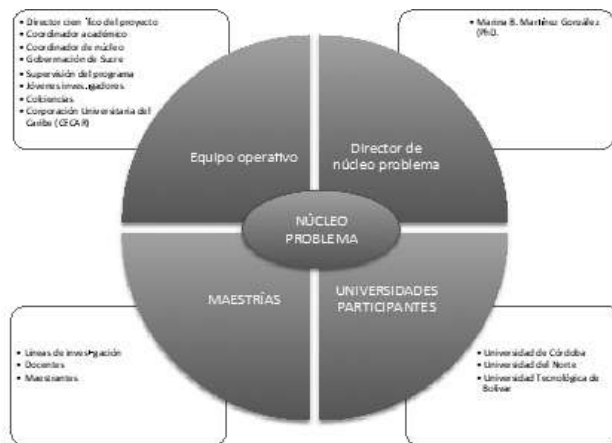 • Director científico del proyecto
• Coordinador académico
• Coordinador de núcleo
• Gobernación de Sucre
• Supervisión del programa
• Jóvenes investigadores
• Colciencias
• Corporación Universitaria del
Caribe (CECAR)
• Marina B. Martínez González
(PhD.
Equipo operativo
Director de
núcleo problema
NÚCLEO
PROBLEMA
MAESTRÍAS
UNIVERSIDADES
PARTICIPANTES
• Líneas de investigación
• Docentes
• Maestrantes
• Universidad de Córdoba
• Universidad del Norte
• Universidad Tecnológica de
Bolívar